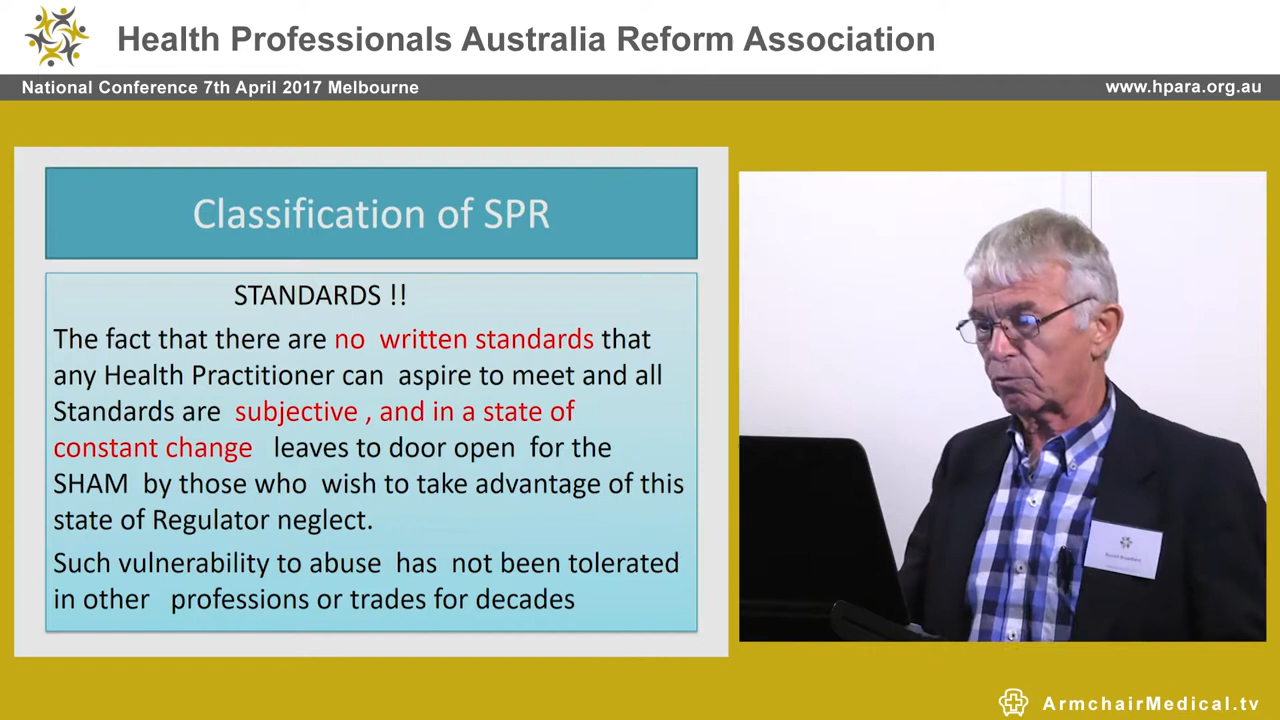 Health Professionals Australia Reform Association
National Conference 7th April 2017 Melbourne
www.hpara.org.au
Classification of SPR
STANDARDS !!
The fact that there are no written standards that
any Health Practitioner can aspire to meet and all
Standards are subjective , and in a state of
constant change leaves to door open for the
SHAM by those who wish to take advantage of this
state of Regulator neglect.
Such vulnerability to abuse has not been tolerated
in other professions or trades for decades
ArmchairMedical.tv